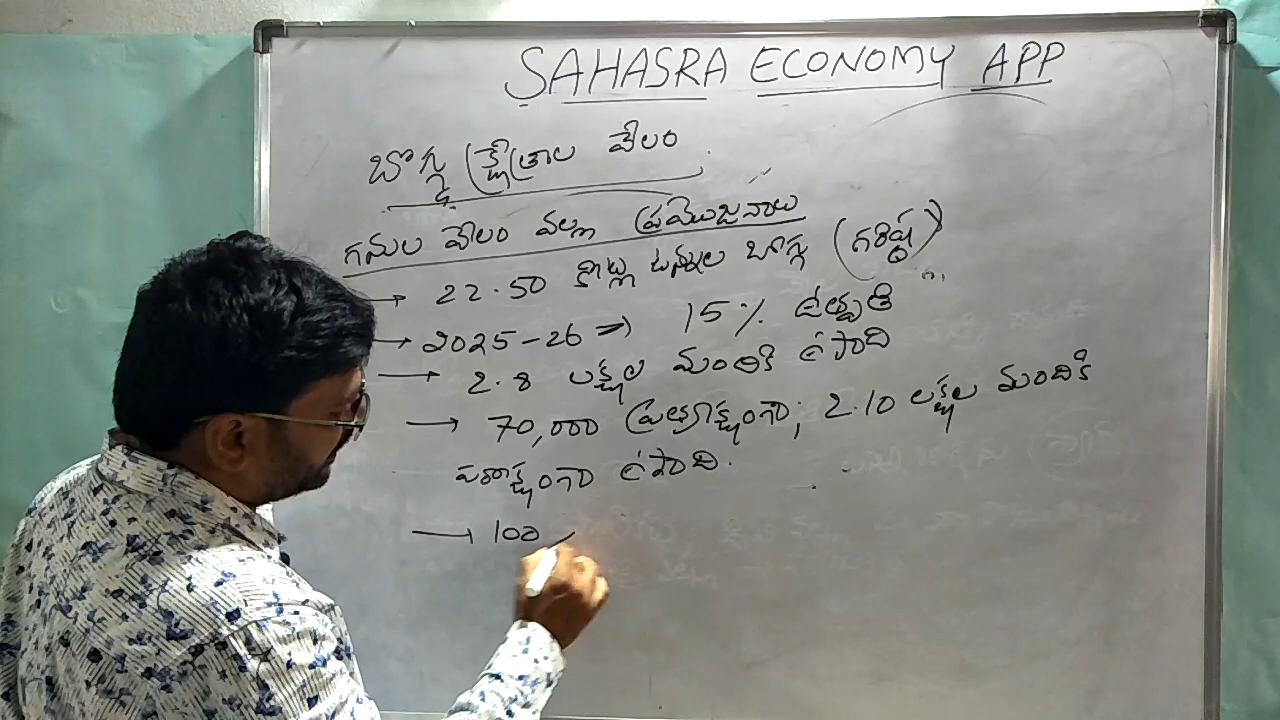 SAHASRA ECONOMY APP
బొగ్గు క్షేత్రాల వేలం
గనుల వేలం వల్ల ప్రయోజనాలు
→ 22.50 కోట్ల టన్నుల బొగ్గు (గరిష్ట)
→ 2025-26 => 15% ఉత్పత్తి
→ 2.8 లక్షల మందికి ఉపాధి
→ 70,000 ప్రత్యక్షంగా; 2.10 లక్షల మందికి
పరోక్షంగా ఉపాధి.
→ 100